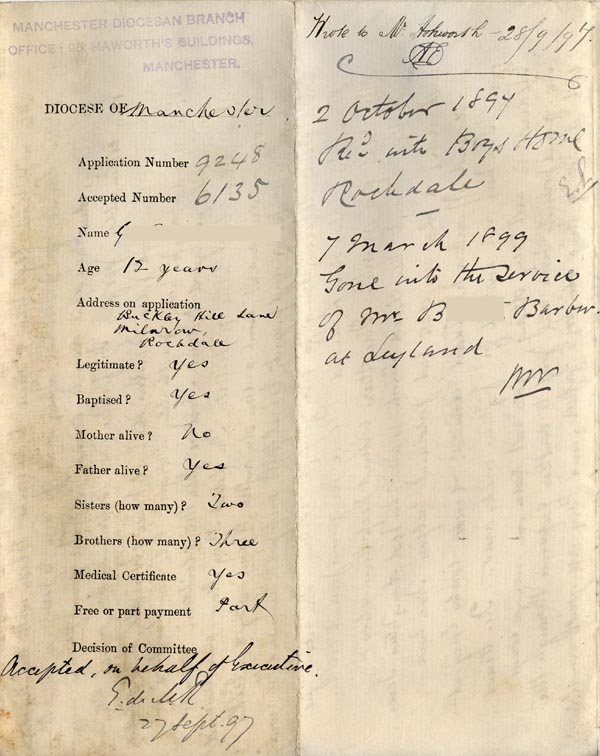 MANCHESTER DIOCESAN BRANCH
OFFICE: 98 HAWORTH'S BUILDINGS,
MANCHESTER.
DIOCESE OF Manchester
Application Number 9248
Accepted Number 6135
Name G
Age 12 years
Address on application
Buckley Hill Lane
Milnrow,
Rochdale
Legitimate? Yes
Baptised? Yes
Mother alive? No
Father alive? Yes
Sisters (how many)? Two
Brothers (how many)? Three
Medical Certificate Yes
Free or part payment Part
Decision of Committee
Accepted, on behalf of Executive.
E. de M. R
27 Sept. 97
Wrote to Mr Ashworth - 28/9/97.
2 October 1897
Recd into Boys Home
Rochdale
7 March 1899
Gone into the service
of Mr B Barber.
at Leyland